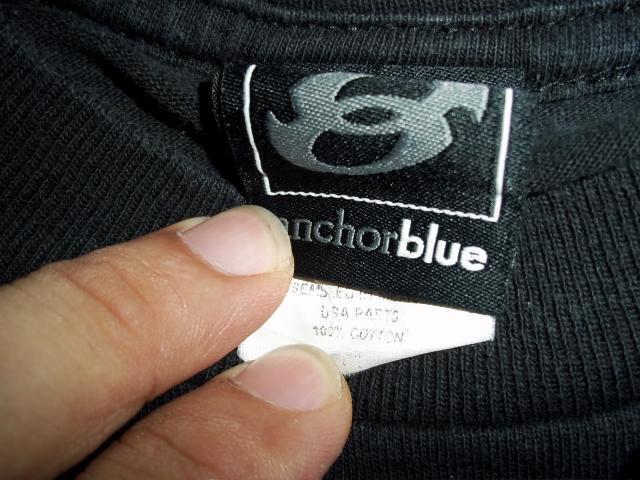 anchorblue
USA PARTS
100% COTTON